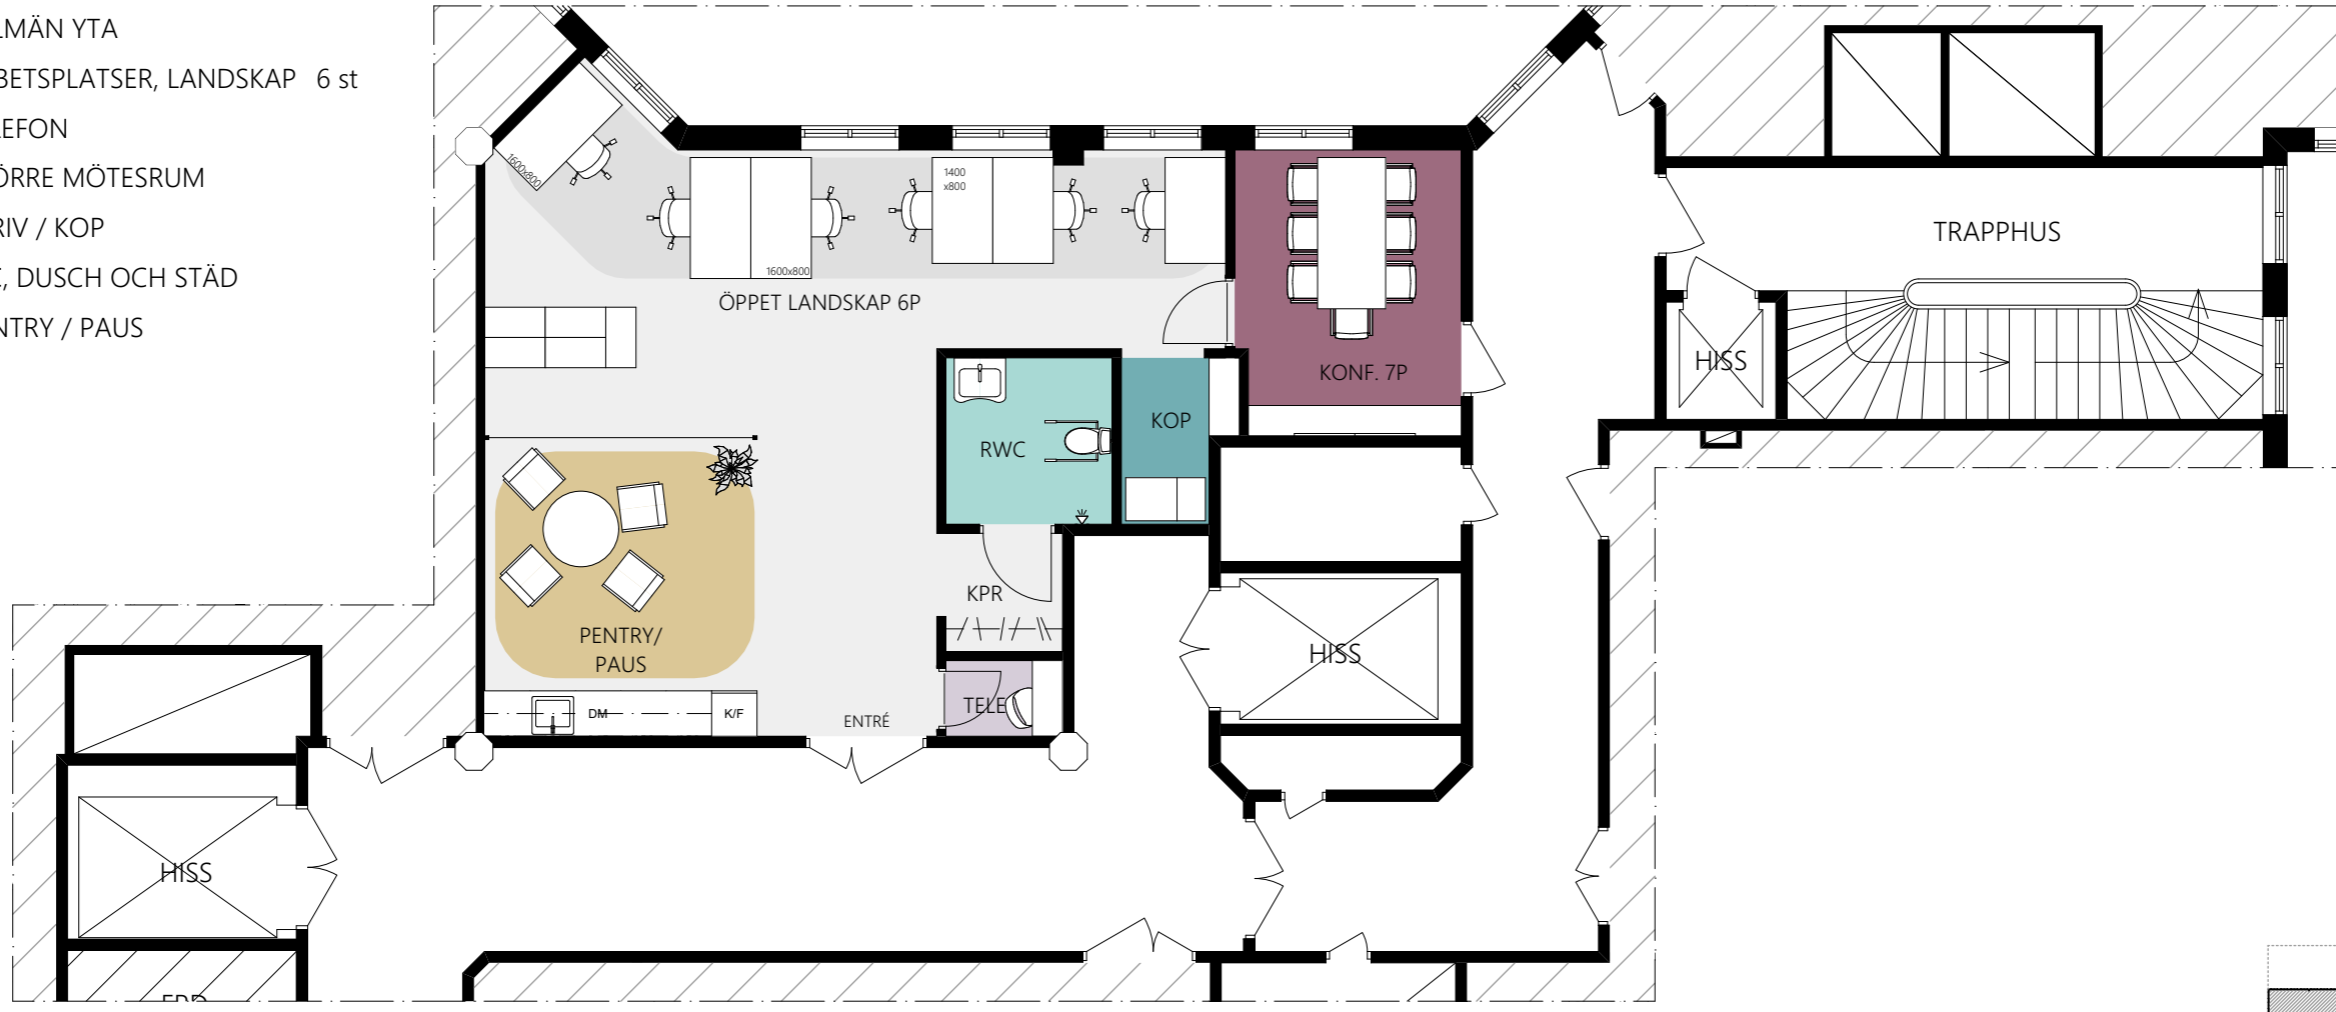 LMÄN YTA
BETSPLATSER, LANDSKAP 6 st
EFON
ÖRRE MÖTESRUM
RIV / KOP
, DUSCH OCH STÄD
NTRY / PAUS
1600x800
1400
x800
1600x800
ÖPPET LANDSKAP 6P
KONF. 7P
TRAPPHUS
HISS
KOP
RWC
KPR
PENTRY/
PAUS
HISS
TELE
DM
K/F
ENTRÉ
HISS